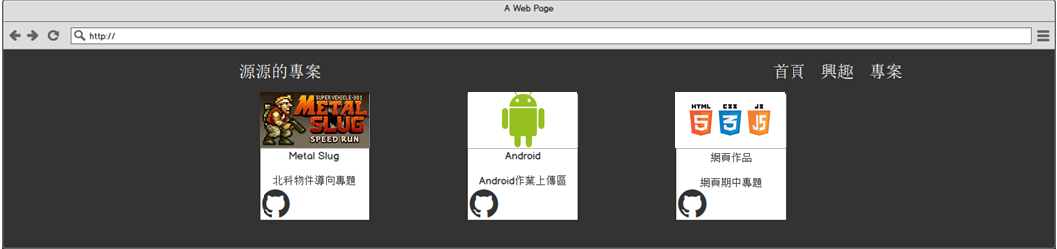 A Web Page
http://
源源的專案
首頁 興趣 專案
SUPER VEHICLE-001
METAL
SLUG
SPEED RUN
Metal Slug
北科物件導向專題
Android
Android作業上傳區
HTML CSS JS
5 3 JS
網頁作品
網頁期中專題